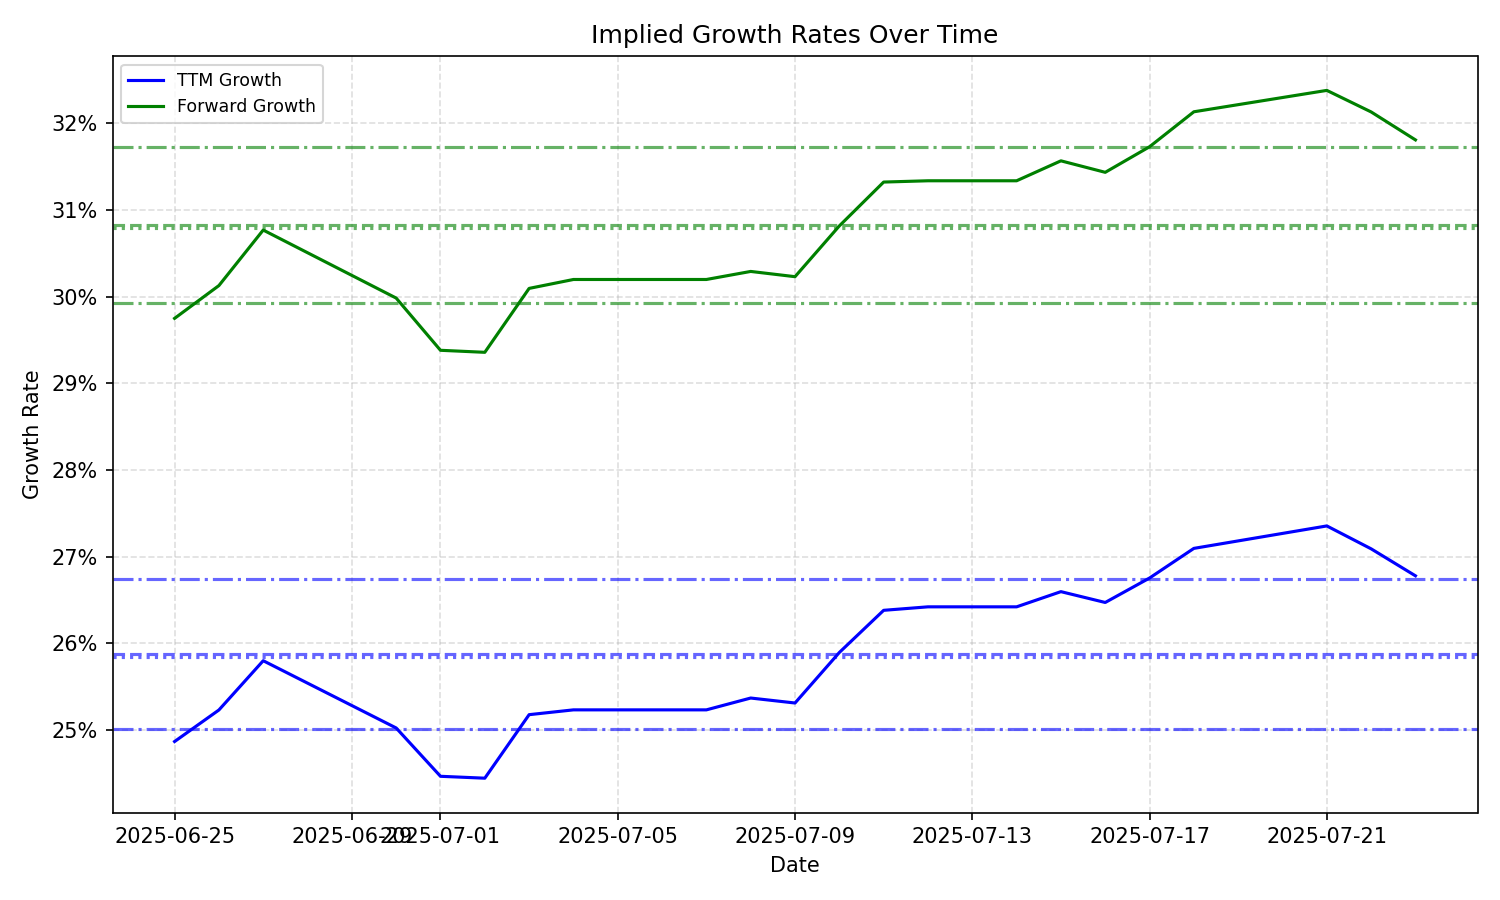 Implied Growth Rates Over Time
TTM Growth
Forward Growth
32%
31%
30%
29%
28%
27%
26%
25%
Growth Rate
2025-06-25 2025-06-29 2025-07-01 2025-07-05 2025-07-09 2025-07-13 2025-07-17 2025-07-21
Date